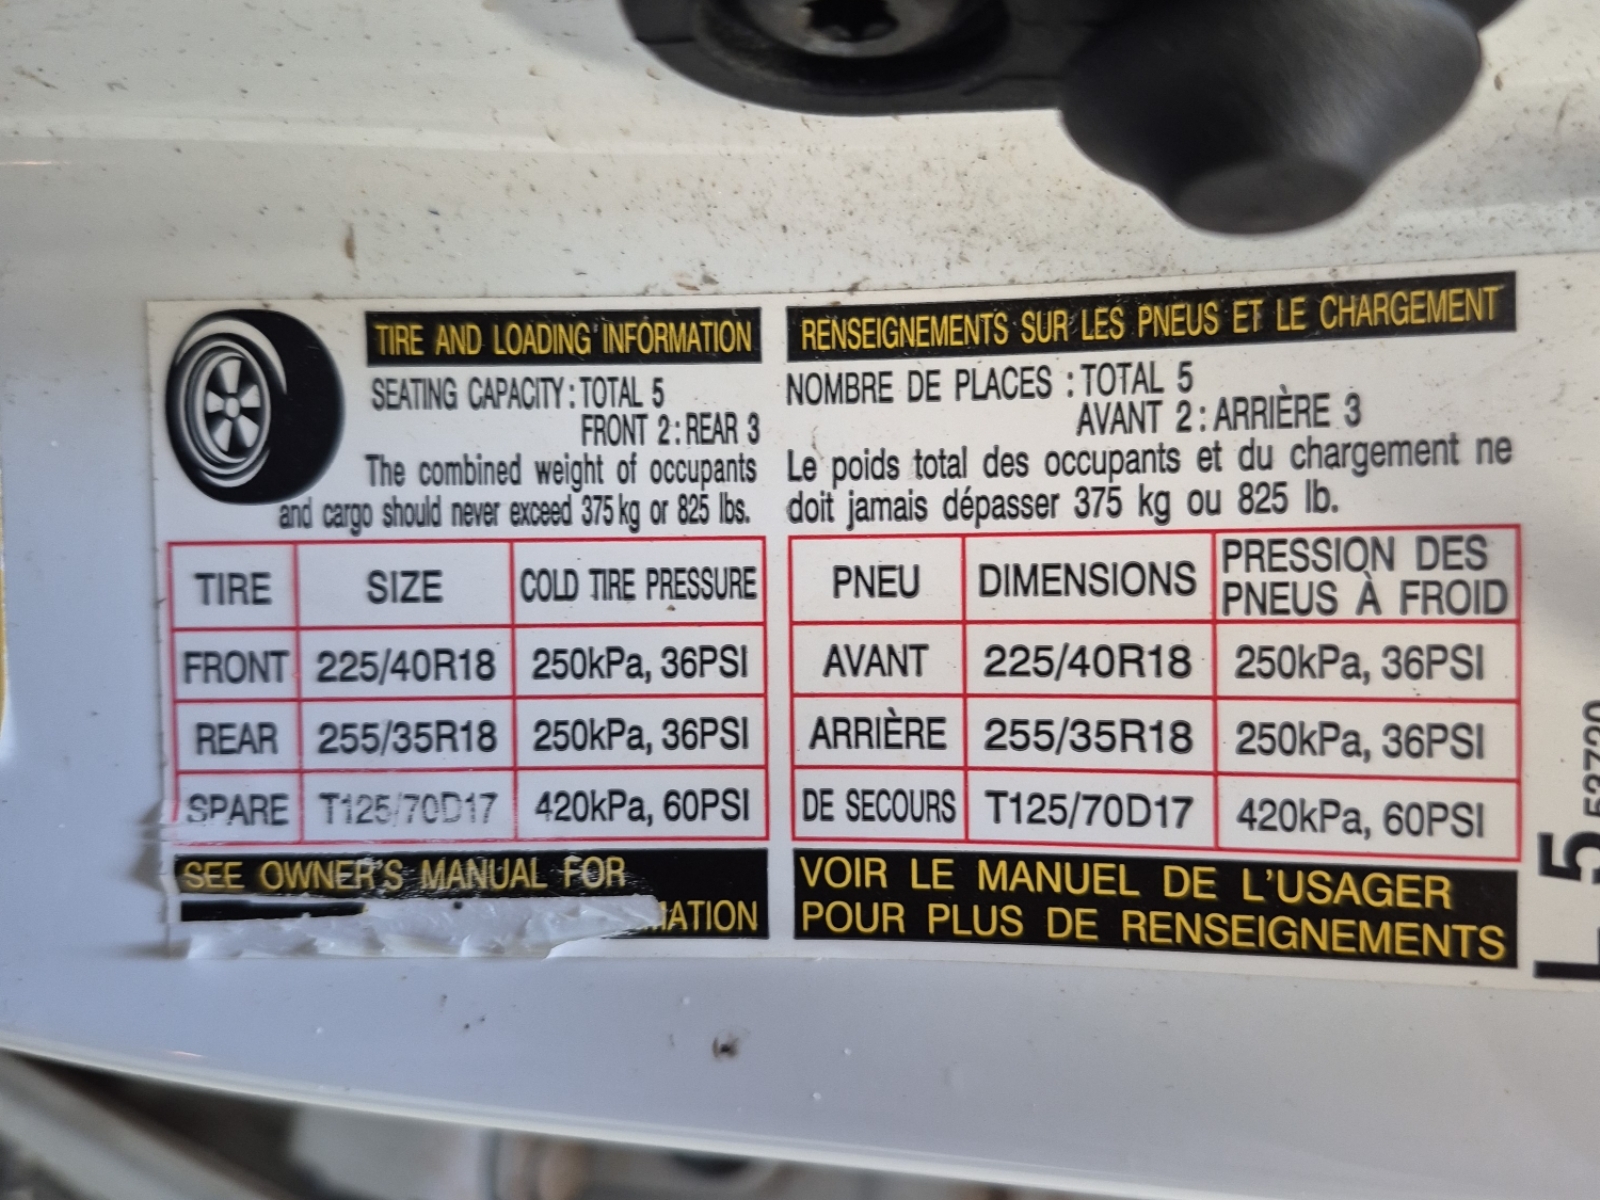 TIRE AND LOADING INFORMATION
SEATING CAPACITY : TOTAL 5
FRONT 2 : REAR 3
The combined weight of occupants
and cargo should never exceed 375 kg or 825 lbs.
TIRE SIZE COLD TIRE PRESSURE
FRONT 225/40R18 250kPa, 36PSI
REAR 255/35R18 250kPa, 36PSI
SPARE T125/70D17 420kPa, 60PSI
SEE OWNER'S MANUAL FOR
MATION
RENSEIGNEMENTS SUR LES PNEUS ET LE CHARGEMENT
NOMBRE DE PLACES : TOTAL 5
AVANT 2 : ARRIÈRE 3
Le poids total des occupants et du chargement ne
doit jamais dépasser 375 kg ou 825 lb.
PNEU DIMENSIONS PRESSION DES
PNEUS À FROID
AVANT 225/40R18 250kPa, 36PSI
ARRIÈRE 255/35R18 250kPa, 36PSI
DE SECOURS T125/70D17 420kPa, 60PSI
VOIR LE MANUEL DE L'USAGER
POUR PLUS DE RENSEIGNEMENTS
L5